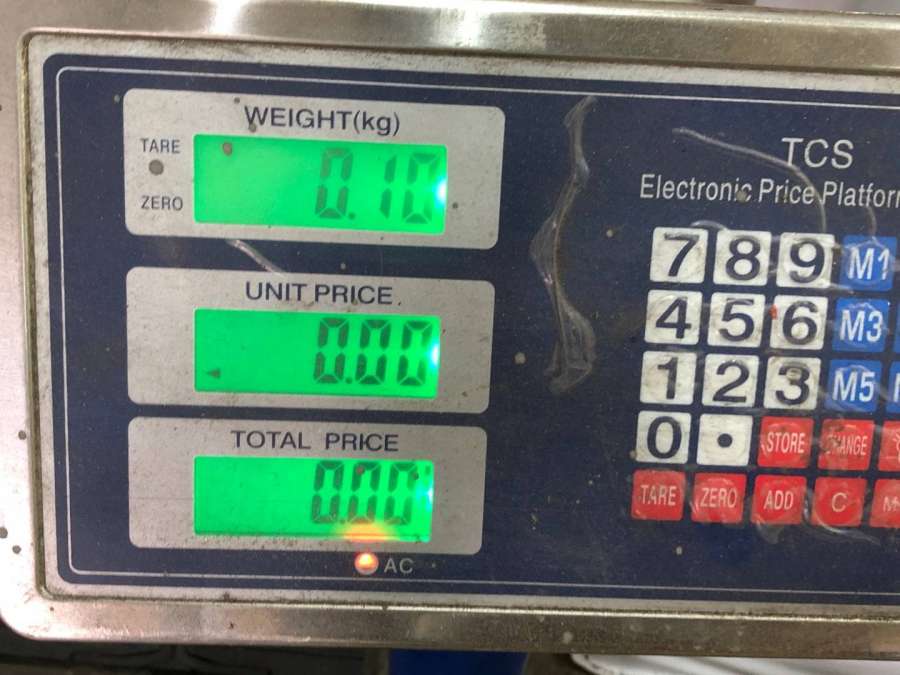 WEIGHT(kg)
TARE
0.10
ZERO
UNIT PRICE
0.00
TOTAL PRICE
0.00
AC
TCS
Electronic Price Platform
7 8 9 M1
4 5 6 M3
1 2 3 M5
0 . STORE CHANGE
TARE ZERO ADD C